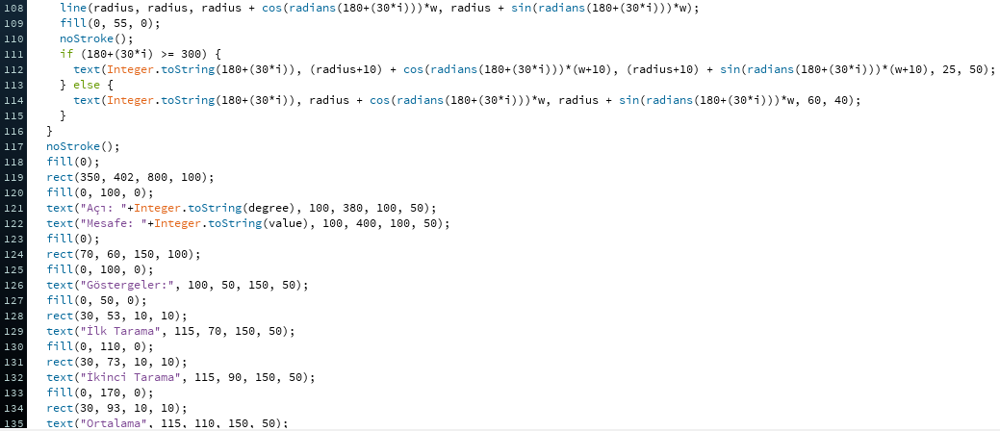 108 line(radius, radius, radius + cos(radians(180+(30*i)))*w, radius + sin(radians(180+(30*i)))*w);
109 fill(0, 55, 0);
110 noStroke();
111 if (180+(30*i) >= 300) {
112 text(Integer.toString(180+(30*i)), (radius+10) + cos(radians(180+(30*i)))*(w+10), (radius+10) + sin(radians(180+(30*i)))*(w+10), 25, 50);
113 } else {
114 text(Integer.toString(180+(30*i)), radius + cos(radians(180+(30*i)))*w, radius + sin(radians(180+(30*i)))*w, 60, 40);
115 }
116 }
117 noStroke();
118 fill(0);
119 rect(350, 402, 800, 100);
120 fill(0, 100, 0);
121 text("Açı: "+Integer.toString(degree), 100, 380, 100, 50);
122 text("Mesafe: "+Integer.toString(value), 100, 400, 100, 50);
123 fill(0);
124 rect(70, 60, 150, 100);
125 fill(0, 100, 0);
126 text("Göstergeler:", 100, 50, 150, 50);
127 fill(0, 50, 0);
128 rect(30, 53, 10, 10);
129 text("İlk Tarama", 115, 70, 150, 50);
130 fill(0, 110, 0);
131 rect(30, 73, 10, 10);
132 text("İkinci Tarama", 115, 90, 150, 50);
133 fill(0, 170, 0);
134 rect(30, 93, 10, 10);
135 text("Ortalama", 115, 110, 150, 50);